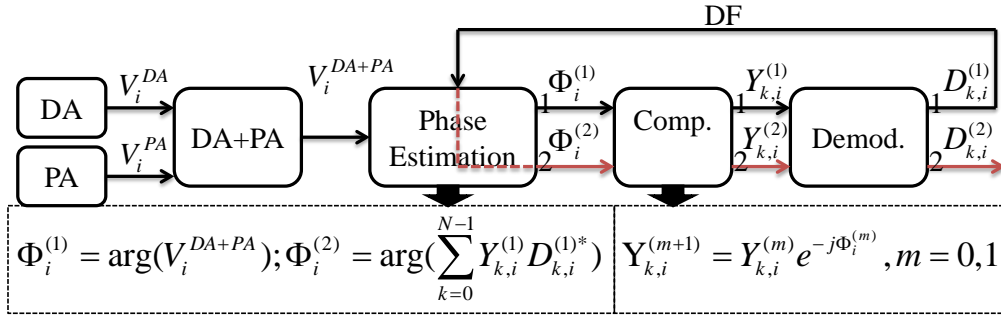 DF
V_i^{DA}
V_i^{DA+PA}
Φ_i^{(1)}
Y_{k,i}^{(1)}
D_{k,i}^{(1)}
DA
DA+PA
Phase Estimation
1
Comp.
1
Demod.
1
V_i^{PA}
PA
2
Φ_i^{(2)}
2
Y_{k,i}^{(2)}
2
D_{k,i}^{(2)}
Φ_i^{(1)} = arg(V_i^{DA+PA}); Φ_i^{(2)} = arg(∑_{k=0}^{N-1} Y_{k,i}^{(1)} D_{k,i}^{(1)*})
Y_{k,i}^{(m+1)} = Y_{k,i}^{(m)} e^{-jΦ_i^{(m)}}, m = 0,1